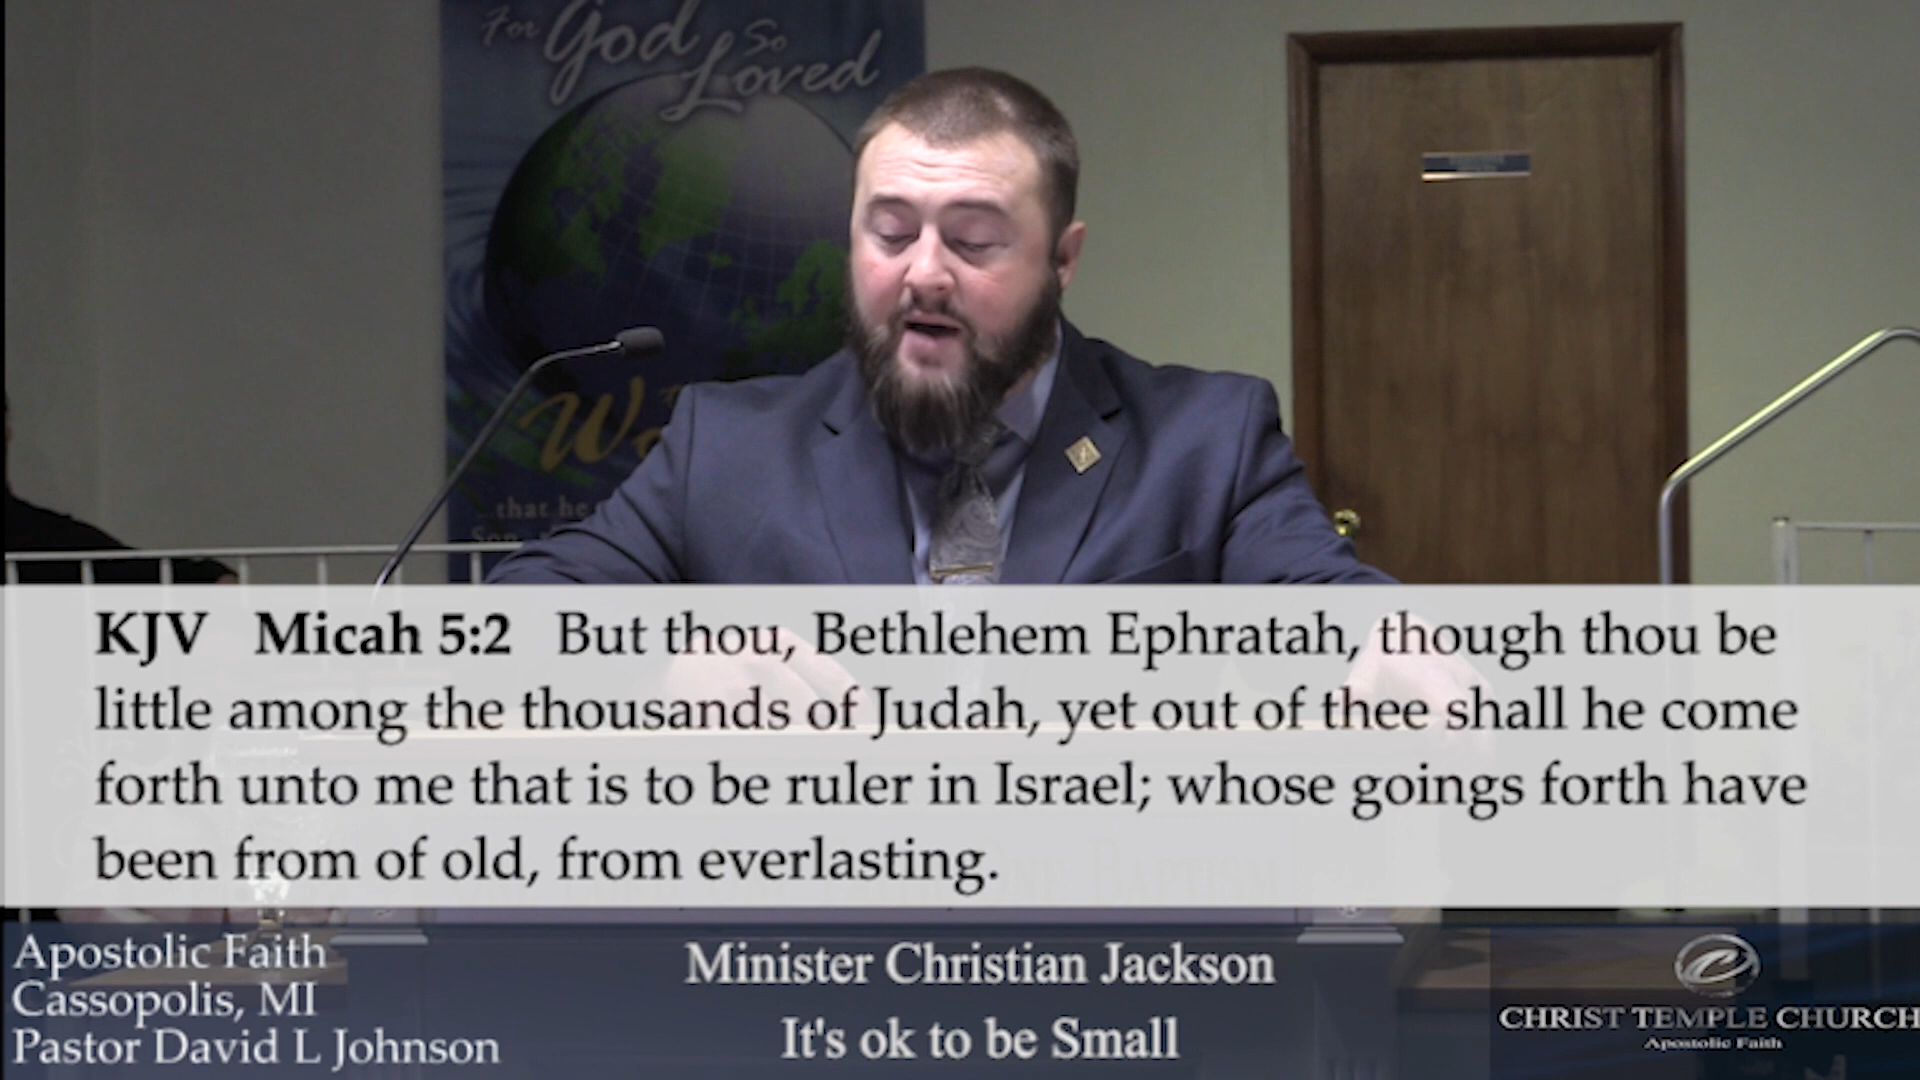 For God So
Loved
...that he
KJV Micah 5:2 But thou, Bethlehem Ephratah, though thou be
little among the thousands of Judah, yet out of thee shall he come
forth unto me that is to be ruler in Israel; whose goings forth have
been from of old, from everlasting.
Apostolic Faith
Cassopolis, MI
Pastor David L Johnson
Minister Christian Jackson
It's ok to be Small
CHRIST TEMPLE CHURCH
Apostolic Faith